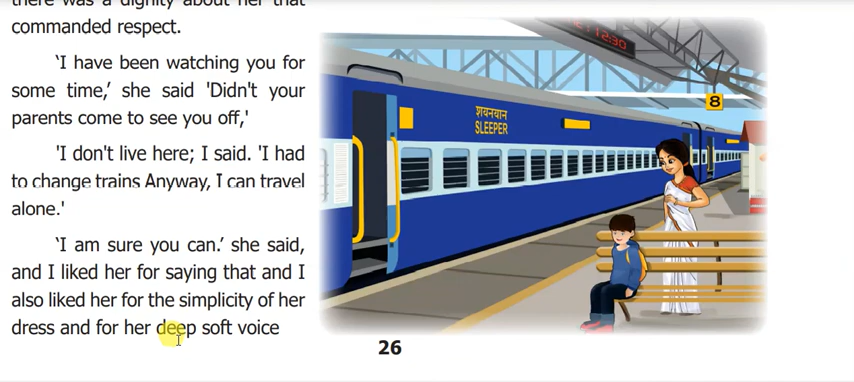 there was a dignity about her that
commanded respect.
‘I have been watching you for
some time,’ she said 'Didn't your
parents come to see you off,'
'I don't live here; I said. 'I had
to change trains Anyway, I can travel
alone.'
‘I am sure you can.’ she said,
and I liked her for saying that and I
also liked her for the simplicity of her
dress and for her deep soft voice
12:12:30
8
शयनयान
SLEEPER
26